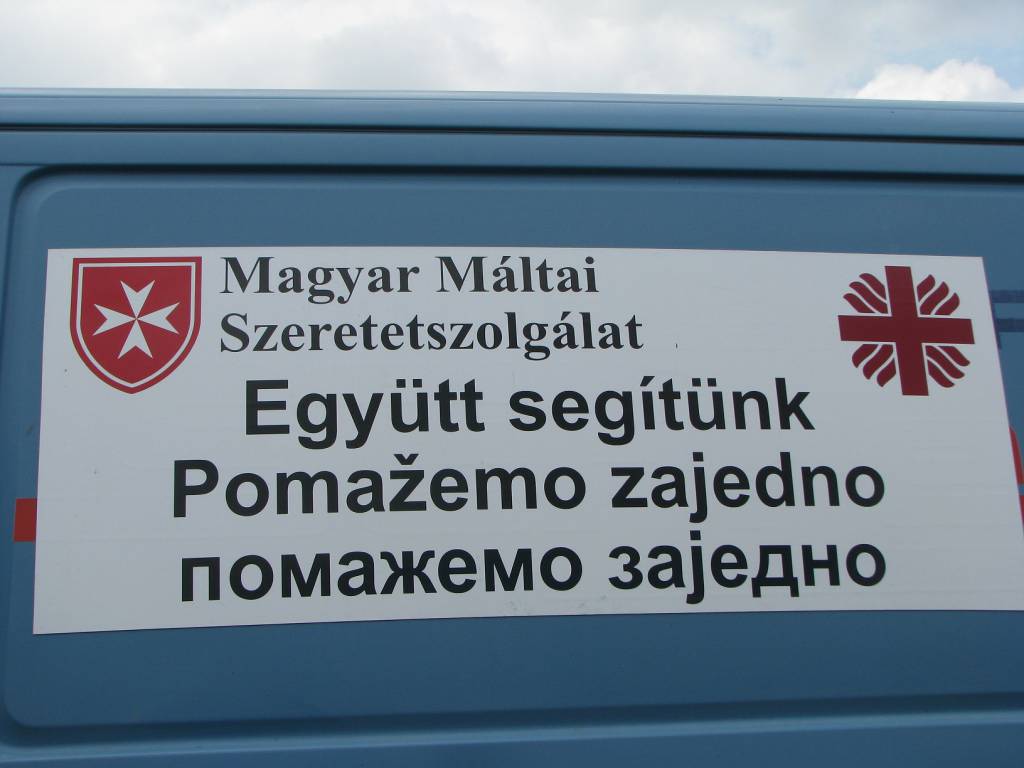 Magyar Máltai
Szeretetszolgálat
Együtt segítünk
Pomažemo zajedno
помажемо заједно